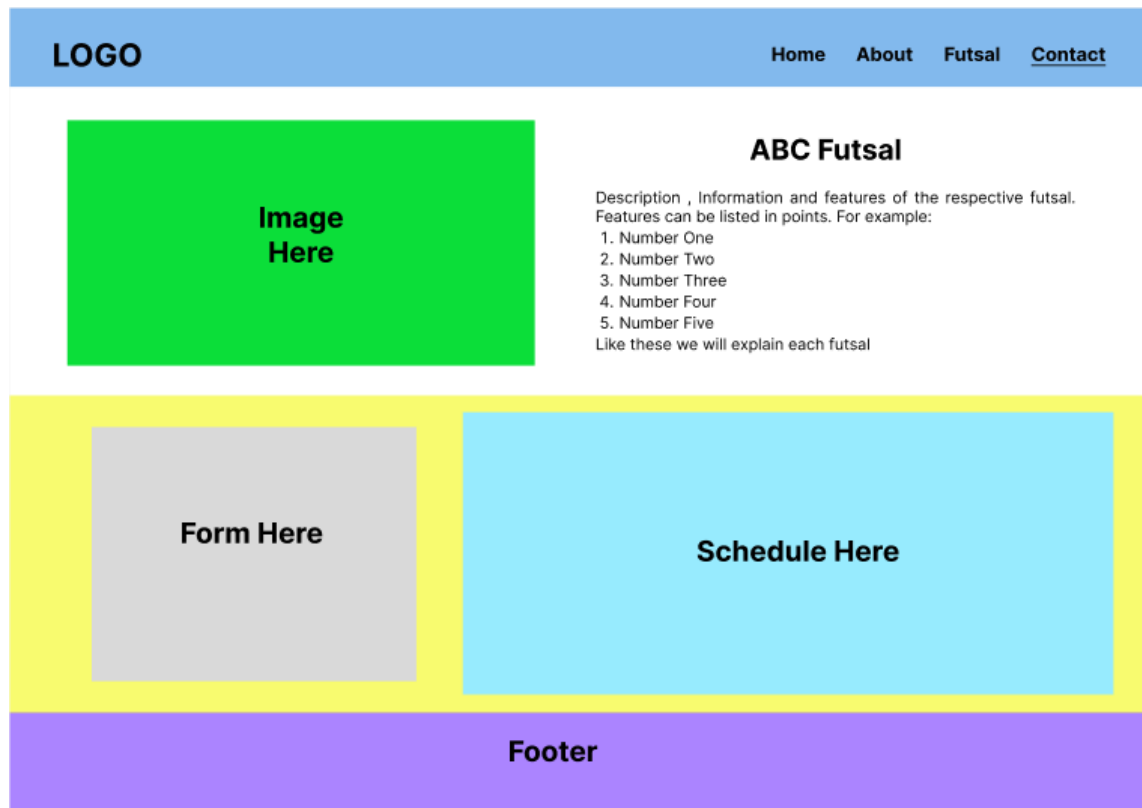 LOGO
Home About Futsal Contact
Image
Here
ABC Futsal
Description , Information and features of the respective futsal.
Features can be listed in points. For example:
1. Number One
2. Number Two
3. Number Three
4. Number Four
5. Number Five
Like these we will explain each futsal
Form Here
Schedule Here
Footer